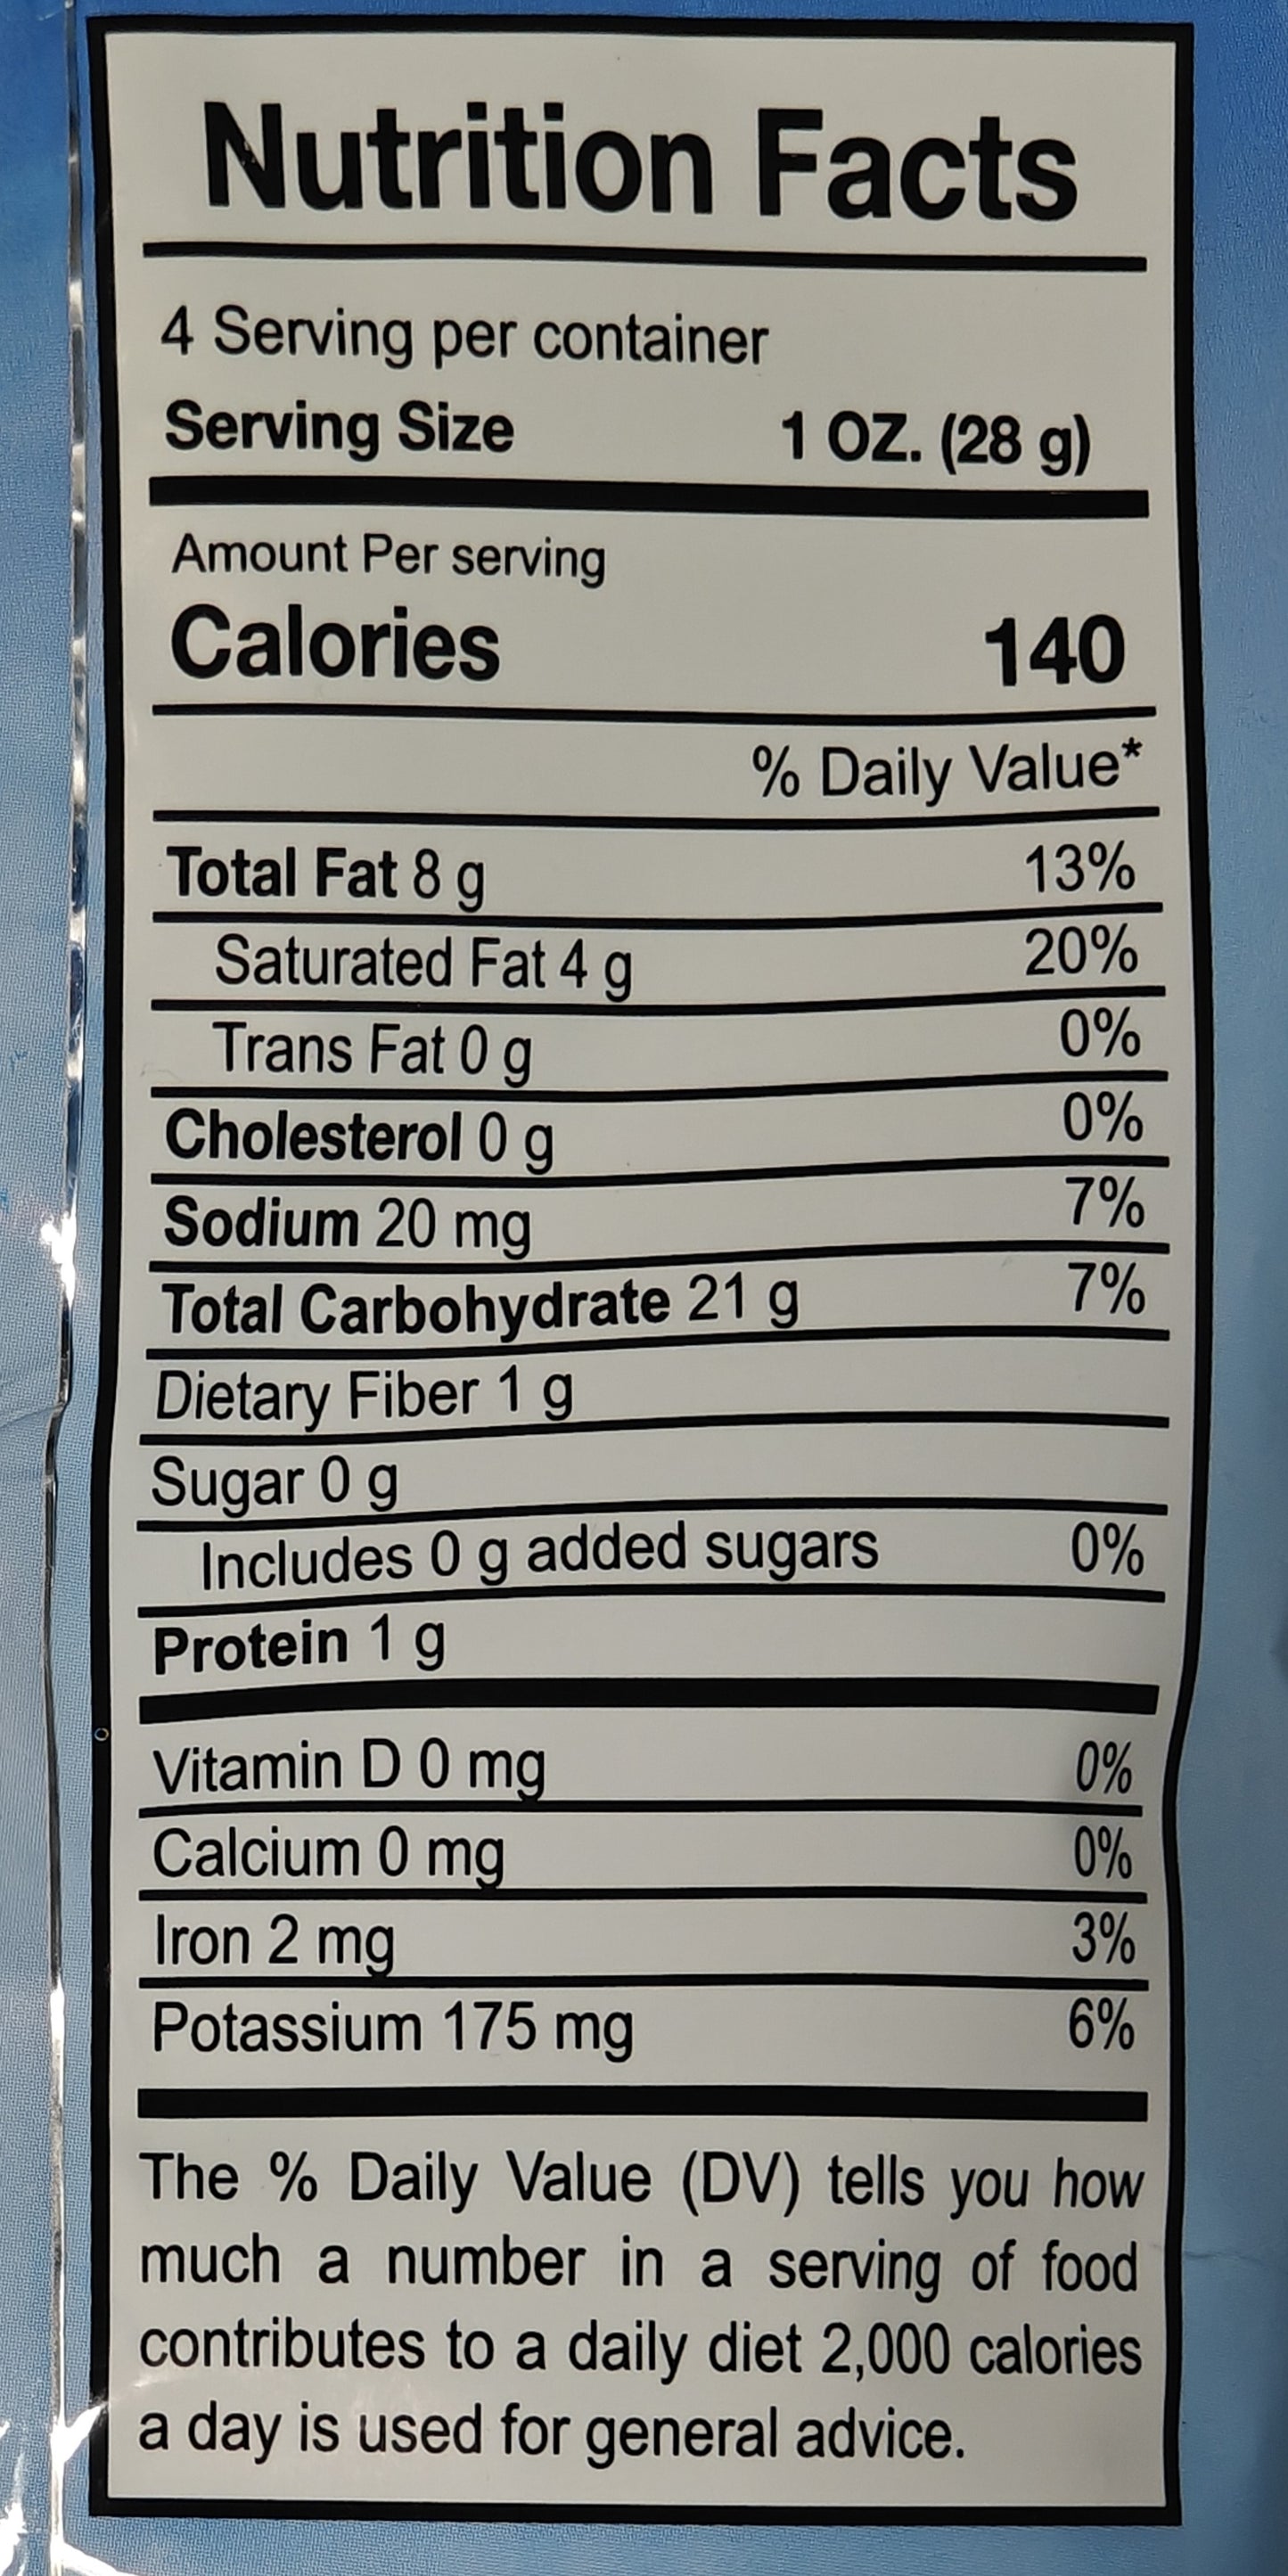 Nutrition Facts
4 Serving per container
Serving Size 1 OZ. (28 g)
Amount Per serving
Calories 140
% Daily Value*
Total Fat 8 g 13%
Saturated Fat 4 g 20%
Trans Fat 0 g 0%
Cholesterol 0 g 0%
Sodium 20 mg 7%
Total Carbohydrate 21 g 7%
Dietary Fiber 1 g
Sugar 0 g
Includes 0 g added sugars 0%
Protein 1 g
Vitamin D 0 mg 0%
Calcium 0 mg 0%
Iron 2 mg 3%
Potassium 175 mg 6%
The % Daily Value (DV) tells you how
much a number in a serving of food
contributes to a daily diet 2,000 calories
a day is used for general advice.